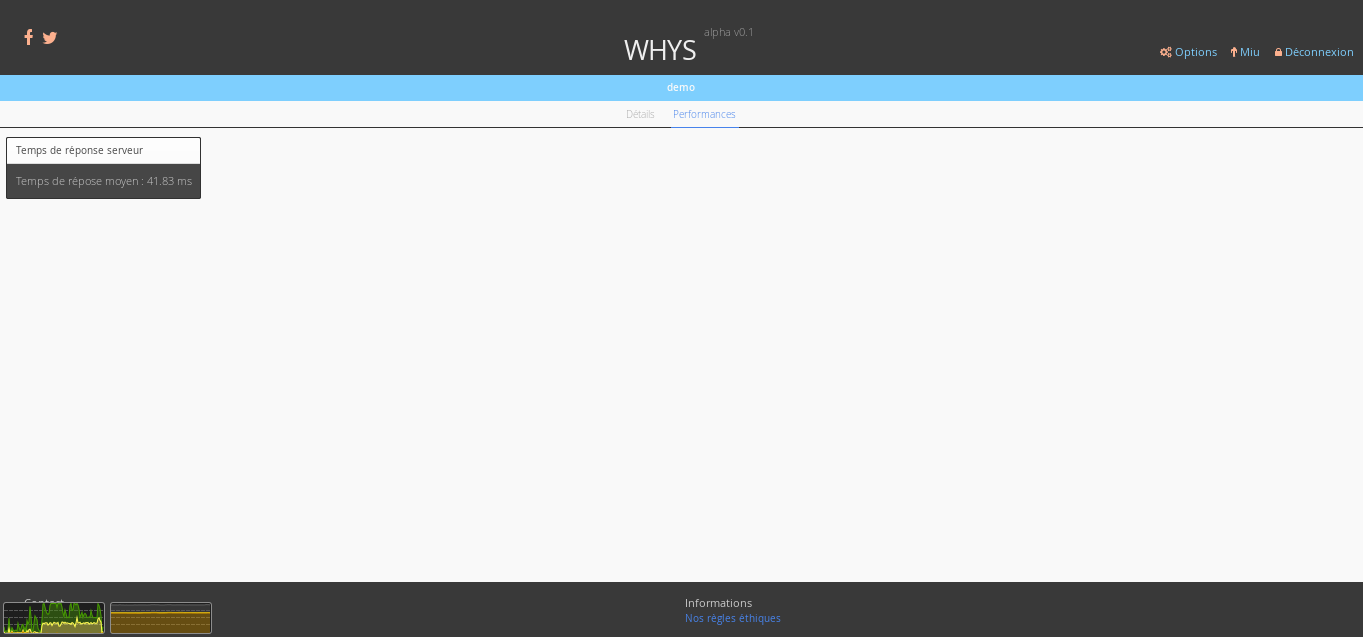 alpha v0.1
WHYS
Options Miu Déconnexion
demo
Détails Performances
Temps de réponse serveur
Temps de répose moyen : 41.83 ms
Contact
Informations
Nos règles éthiques